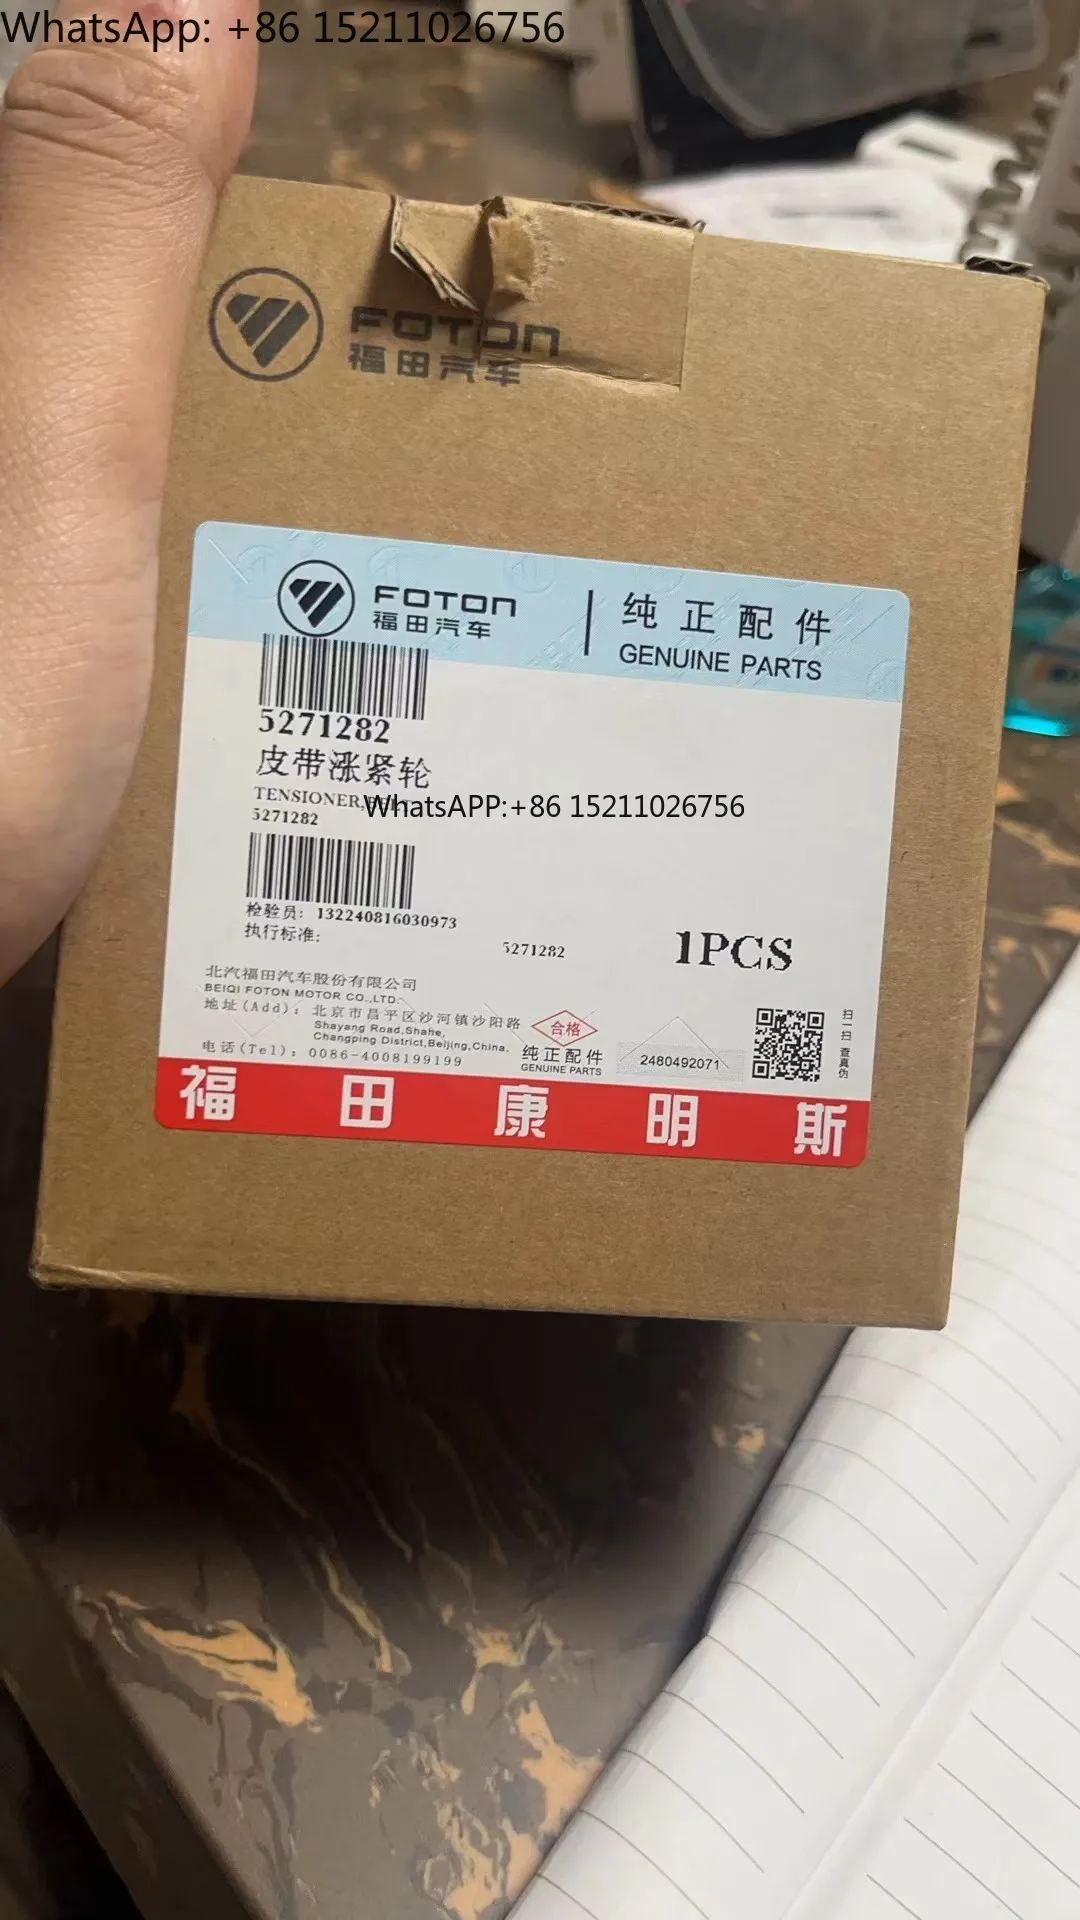 WhatsApp: +86 15211026756
FOTON
福田汽车
FOTON
福田汽车
纯正配件
GENUINE PARTS
5271282
皮带涨紧轮
TENSIONER,BELT
WhatsAPP:+86 15211026756
5271282
检验员: 132240816030973
执行标准:
5271282
1PCS
北汽福田汽车股份有限公司
BEIQI FOTON MOTOR CO.,LTD.
地址(Add): 北京市昌平区沙河镇沙阳路
Shayang Road,Shahe,
Changping District,Beijing,China.
电话(Tel): 0086-4008199199
合格
纯正配件
GENUINE PARTS
2480492071
扫一扫 查真伪
福田康明斯